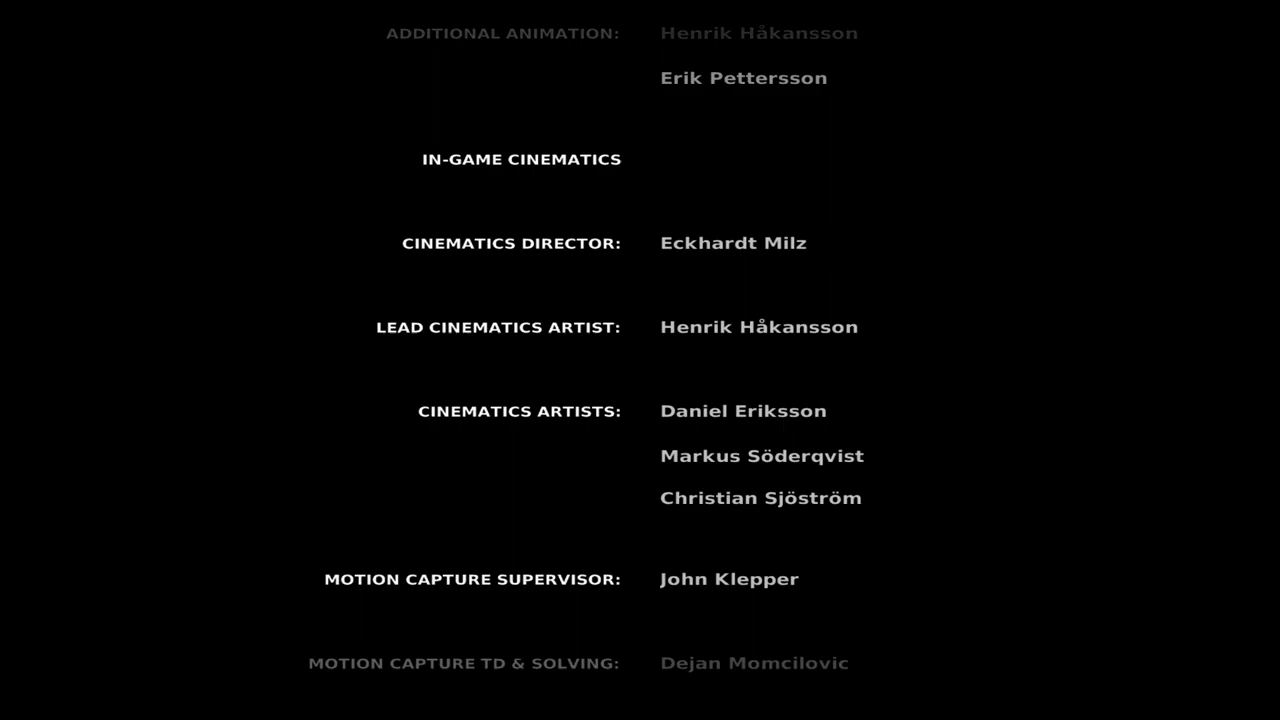 ADDITIONAL ANIMATION: Henrik Håkansson
Erik Pettersson
IN-GAME CINEMATICS
CINEMATICS DIRECTOR: Eckhardt Milz
LEAD CINEMATICS ARTIST: Henrik Håkansson
CINEMATICS ARTISTS: Daniel Eriksson
Markus Söderqvist
Christian Sjöström
MOTION CAPTURE SUPERVISOR: John Klepper
MOTION CAPTURE TD & SOLVING: Dejan Momcilovic